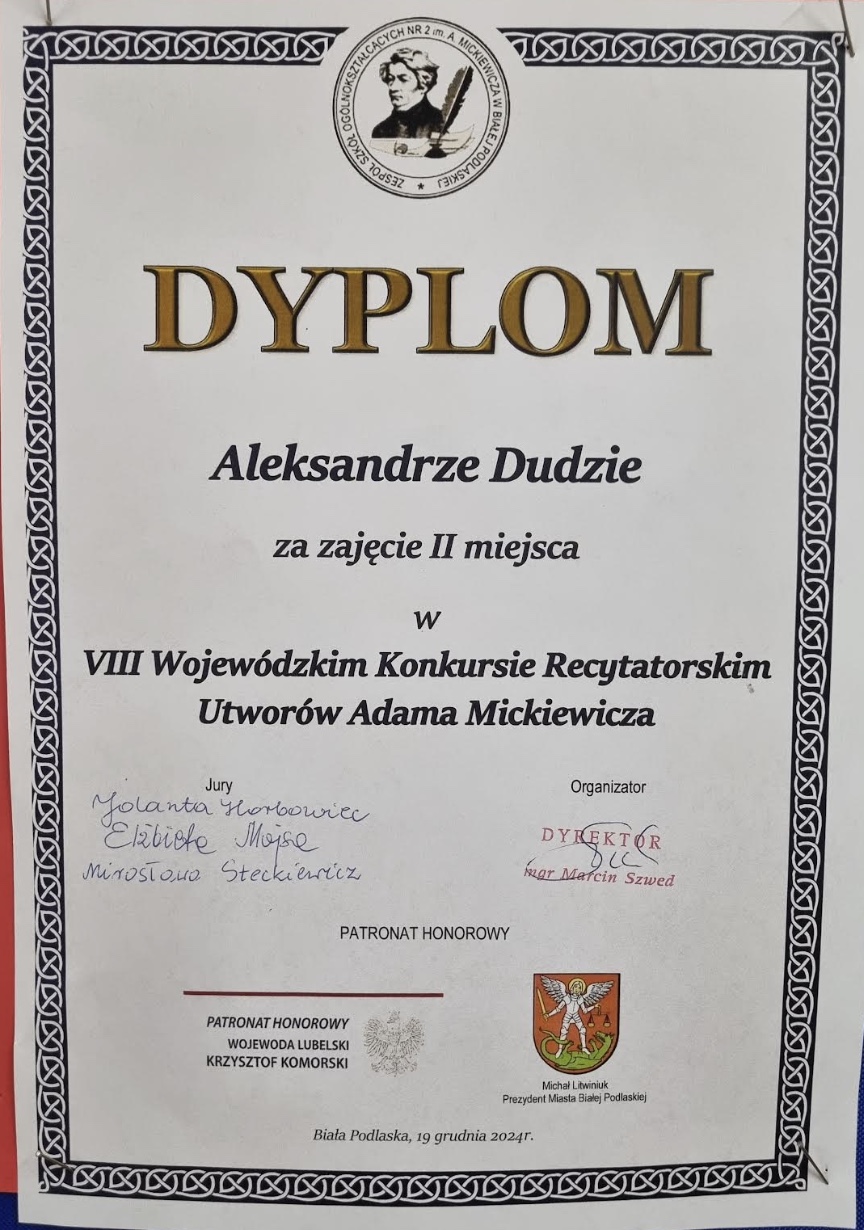 ZESPÓŁ SZKÓŁ OGÓLNOKSZTAŁCĄCYCH NR 2 im. A. MICKIEWICZA W BIAŁEJ PODLASKIEJ ★
DYPLOM
Aleksandrze Dudzie
za zajęcie II miejsca
w
VIII Wojewódzkim Konkursie Recytatorskim
Utworów Adama Mickiewicza
Jury
Jolanta Horbowiec
Elżbieta Mojsa
Mirosława Steckiewicz
Organizator
DYREKTOR
mgr Marcin Szwed
PATRONAT HONOROWY
PATRONAT HONOROWY
WOJEWODA LUBELSKI
KRZYSZTOF KOMORSKI
Michał Litwiniuk
Prezydent Miasta Białej Podlaskiej
Biała Podlaska, 19 grudnia 2024r.